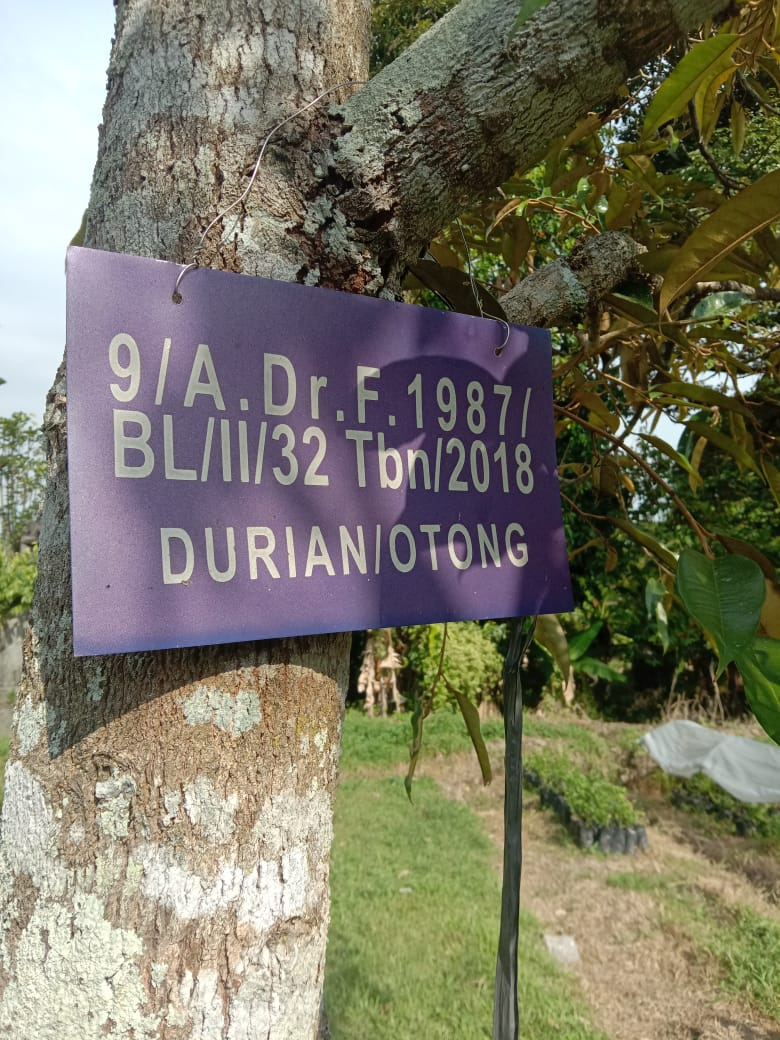 9/A.Dr.F.1987/
BL/II/32 Tbn/2018
DURIAN/OTONG